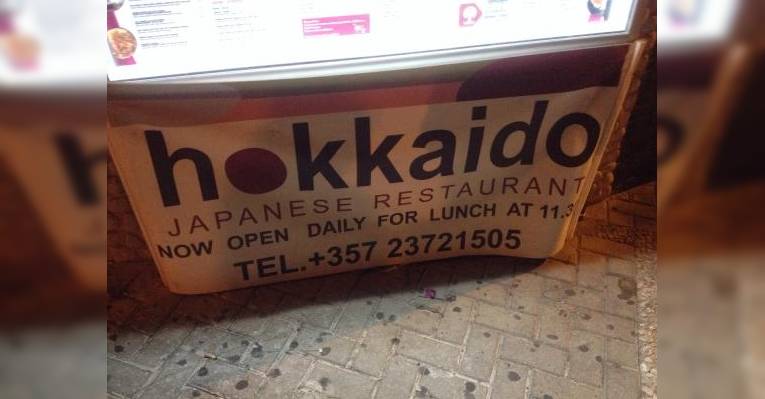 hokkaido
JAPANESE RESTAURANT
NOW OPEN DAILY FOR LUNCH AT 11.3
TEL.+357 23721505